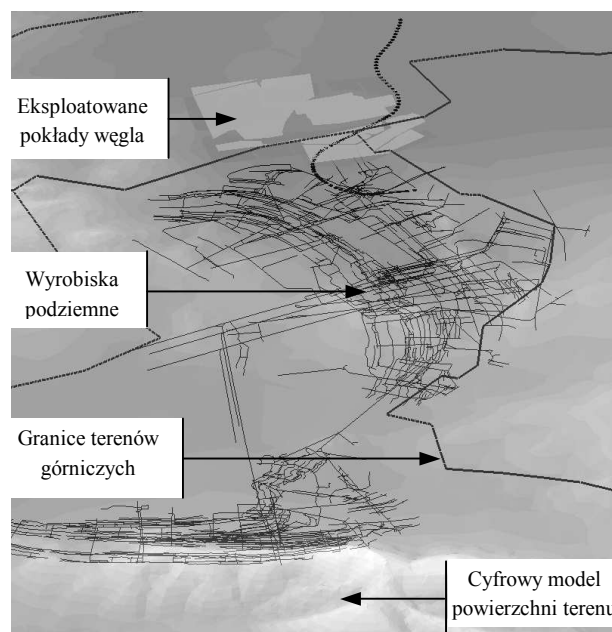 Eksploatowane
pokłady węgla
Wyrobiska
podziemne
Granice terenów
górniczych
Cyfrowy model
powierzchni terenu